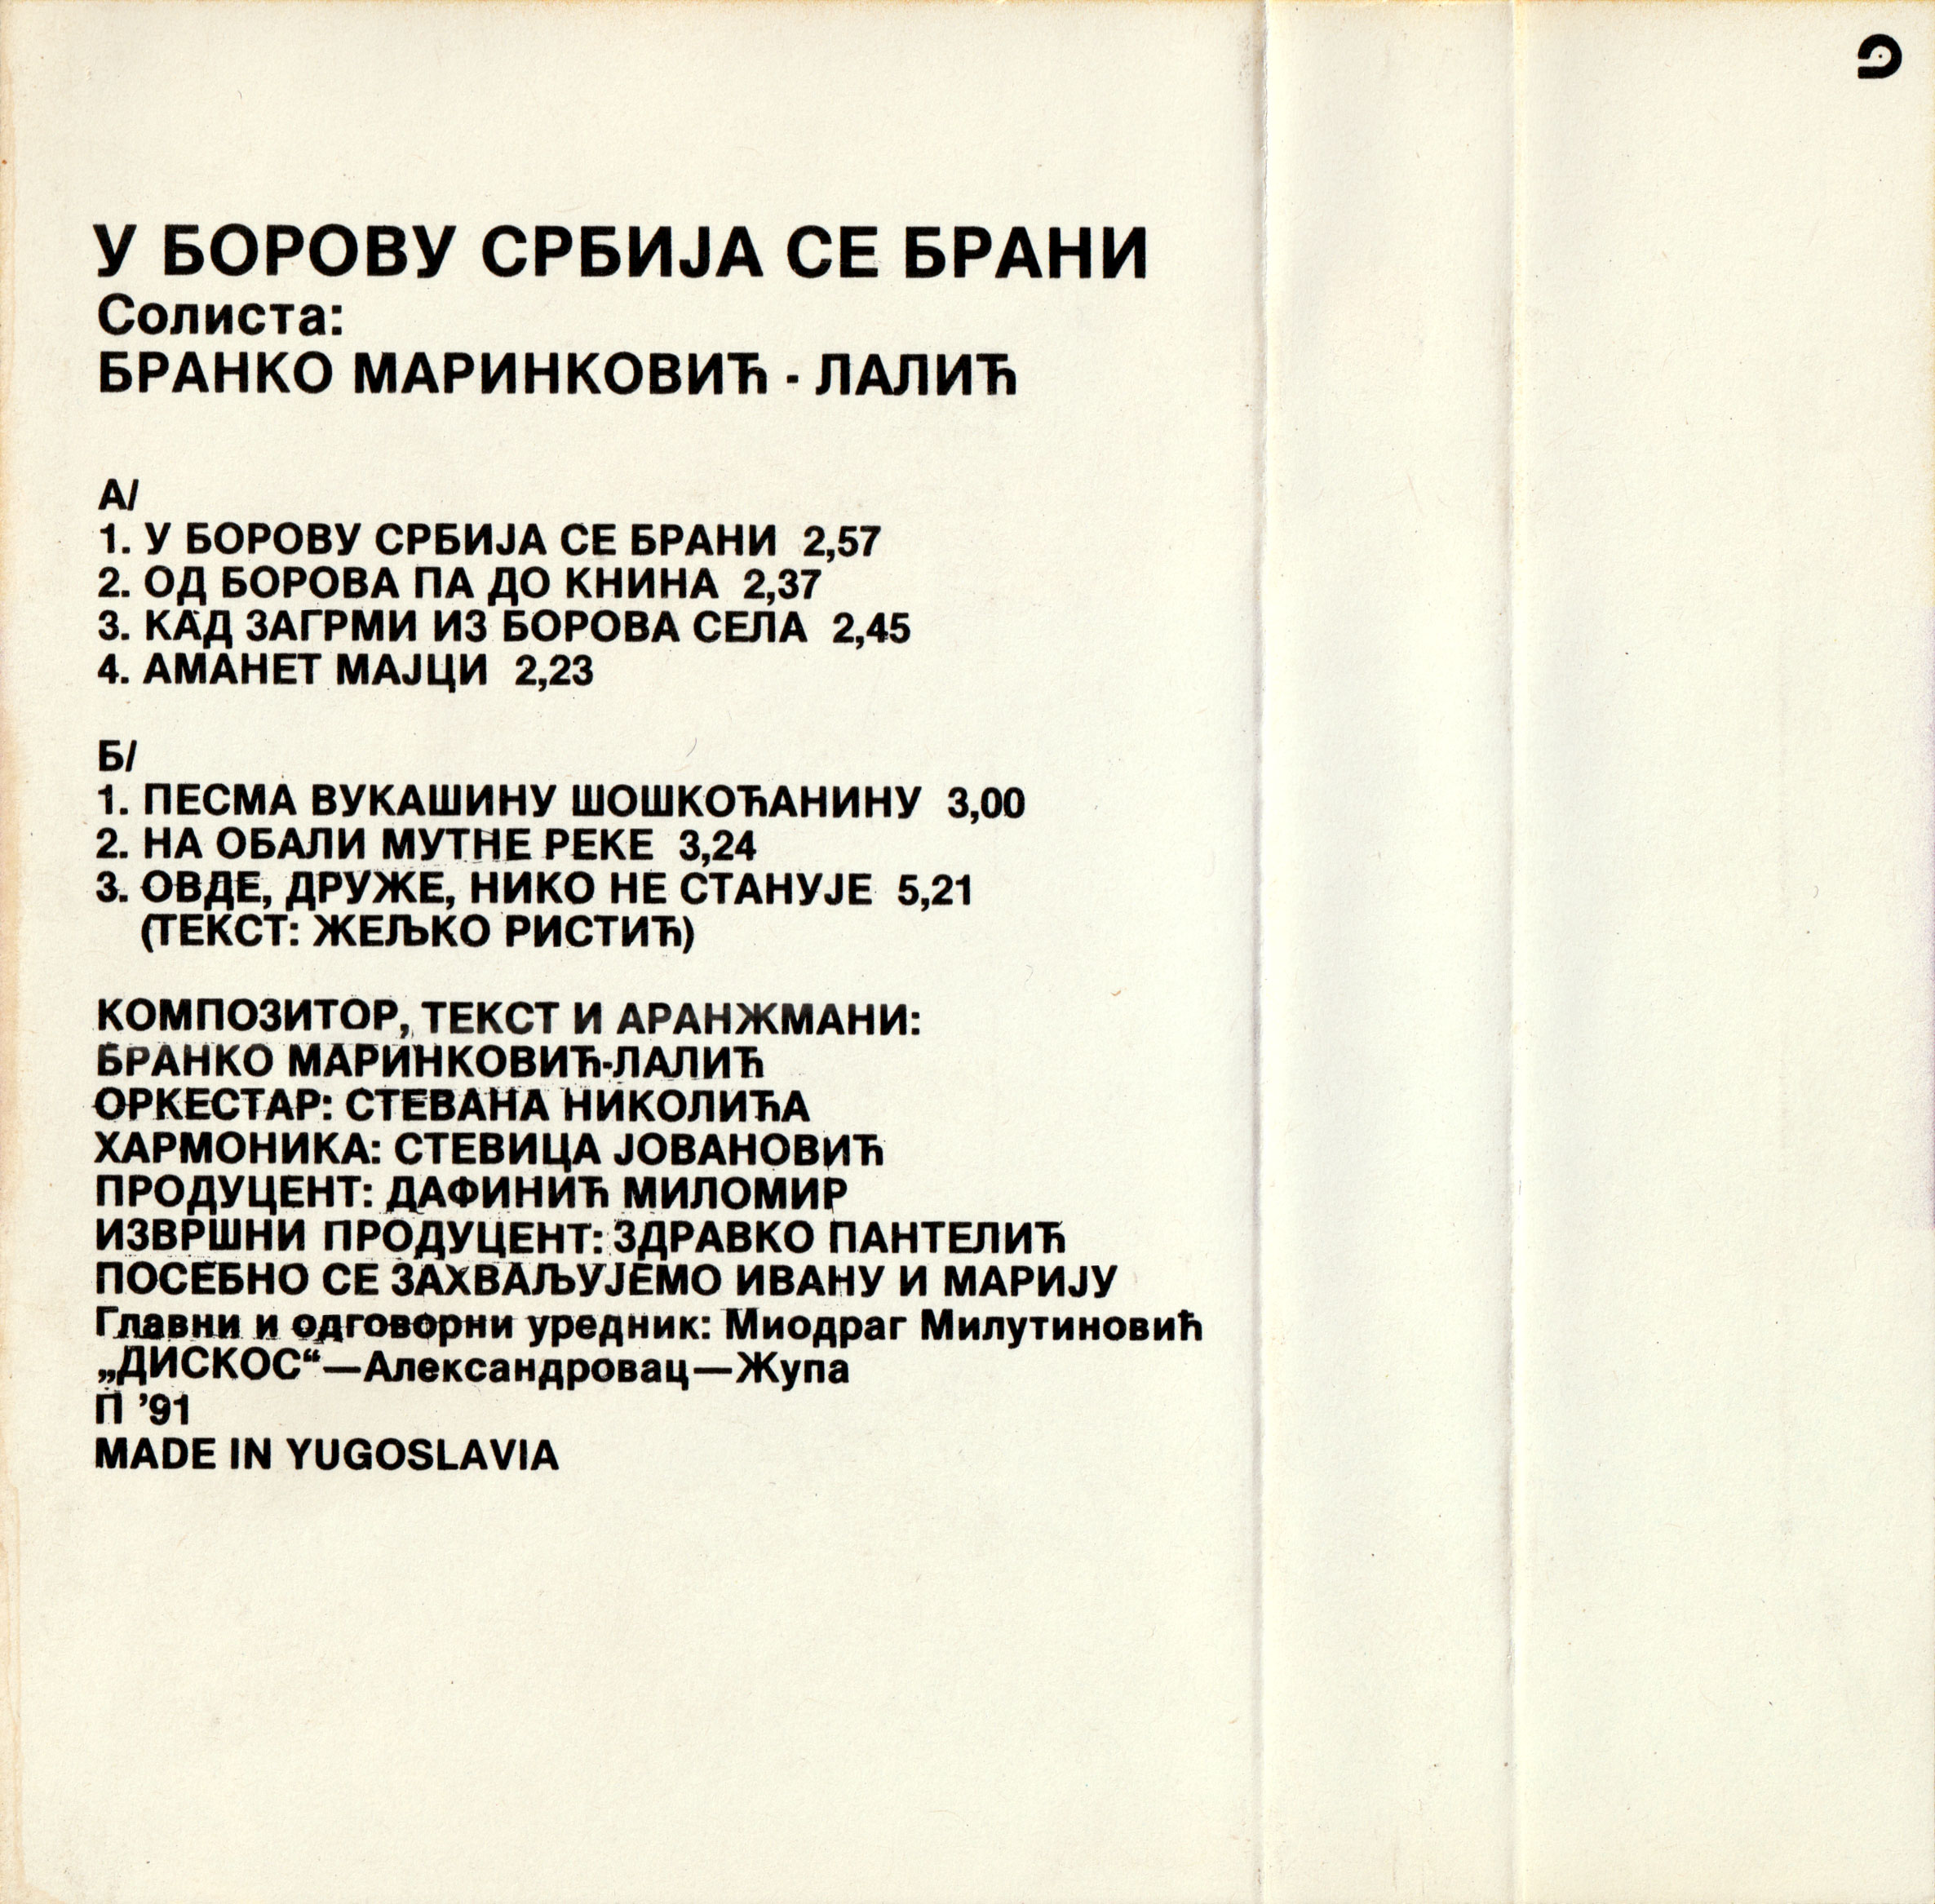 У БОРОВУ СРБИЈА СЕ БРАНИ
Солиста:
БРАНКО МАРИНКОВИЋ - ЛАЛИЋ
А/
1. У БОРОВУ СРБИЈА СЕ БРАНИ 2,57
2. ОД БОРОВА ПА ДО КНИНА 2,37
3. КАД ЗАГРМИ ИЗ БОРОВА СЕЛА 2,45
4. АМАНЕТ МАЈЦИ 2,23
Б/
1. ПЕСМА ВУКАШИНУ ШОШКОЋАНИНУ 3,00
2. НА ОБАЛИ МУТНЕ РЕКЕ 3,24
3. ОВДЕ, ДРУЖЕ, НИКО НЕ СТАНУЈЕ 5,21
(ТЕКСТ: ЖЕЉКО РИСТИЋ)
КОМПОЗИТОР, ТЕКСТ И АРАНЖМАНИ:
БРАНКО МАРИНКОВИЋ-ЛАЛИЋ
ОРКЕСТАР: СТЕВАНА НИКОЛИЋА
ХАРМОНИКА: СТЕВИЦА ЈОВАНОВИЋ
ПРОДУЦЕНТ: ДАФИНИЋ МИЛОМИР
ИЗВРШНИ ПРОДУЦЕНТ: ЗДРАВКО ПАНТЕЛИЋ
ПОСЕБНО СЕ ЗАХВАЉУЈЕМО ИВАНУ И МАРИЈУ
Главни и одговорни уредник: Миодраг Милутиновић
„ДИСКОС“—Александровац—Жупа
П ’91
MADE IN YUGOSLAVIA